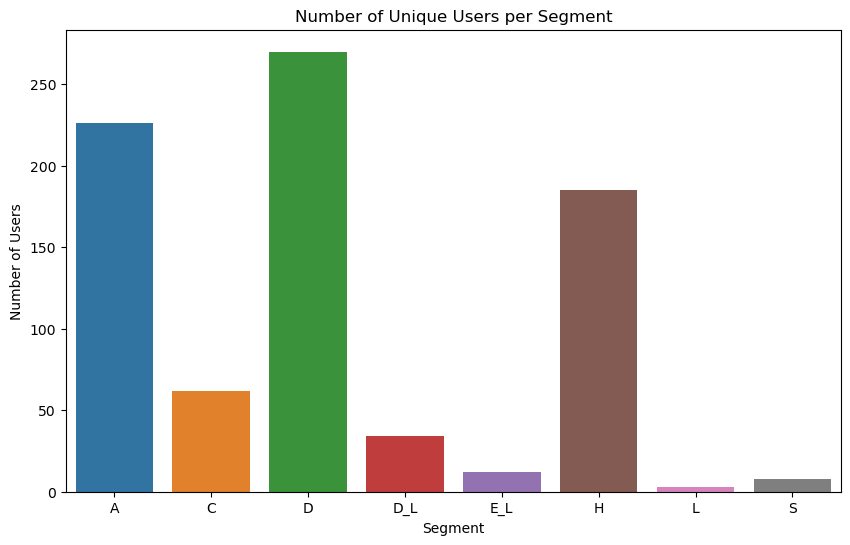 Number of Unique Users per Segment
Number of Users
250
200
150
100
50
0
A C D D_L E_L H L S
Segment